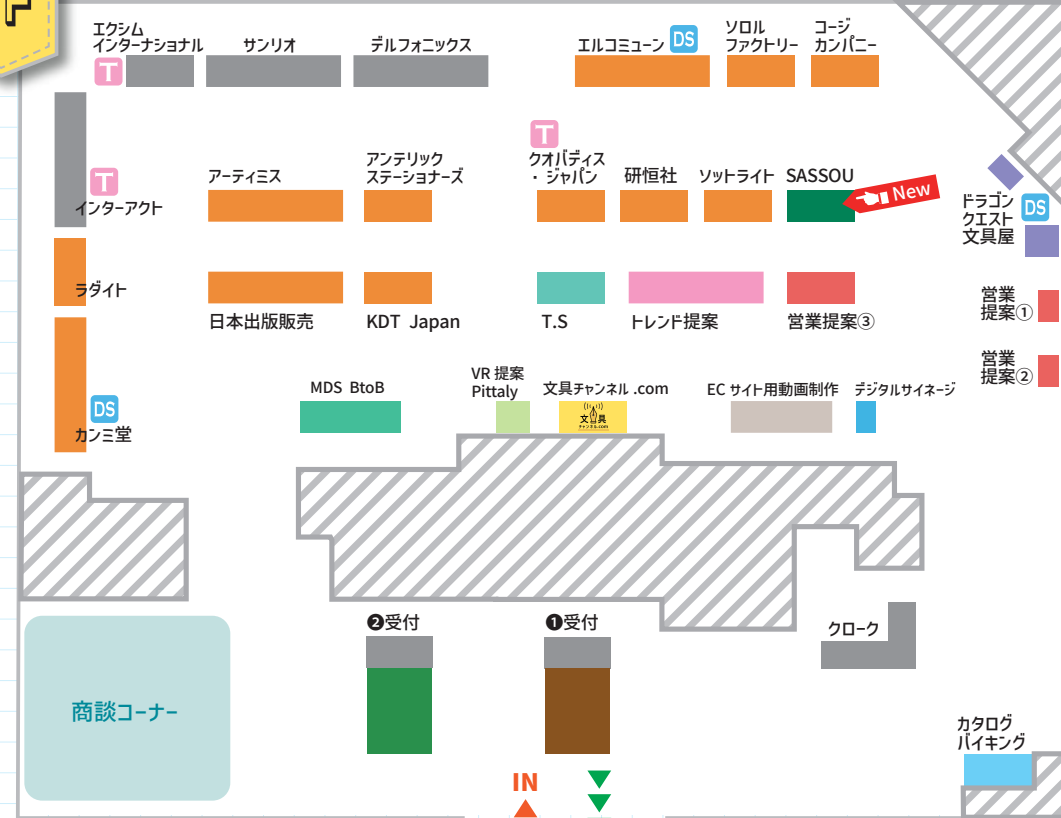 F
エクシム
インターナショナル
T
サンリオ
デルフォニックス
エルコミューン
DS
ソロル
ファクトリー
コージ
カンパニー
T
インターアクト
アーティミス
アンテリック
ステーショナーズ
T
クオバディス
・ジャパン
研恒社
ソットライト
SASSOU
New
ドラゴン
クエスト
文具屋
DS
ラダイト
日本出版販売
KDT Japan
T.S
トレンド提案
営業提案③
営業
提案①
営業
提案②
DS
カンミ堂
MDS BtoB
VR 提案
Pittaly
文具チャンネル .com
文具
チャンネル.com
EC サイト用動画制作
デジタルサイネージ
❷受付
❶受付
クローク
商談コーナー
カタログ
バイキング
IN